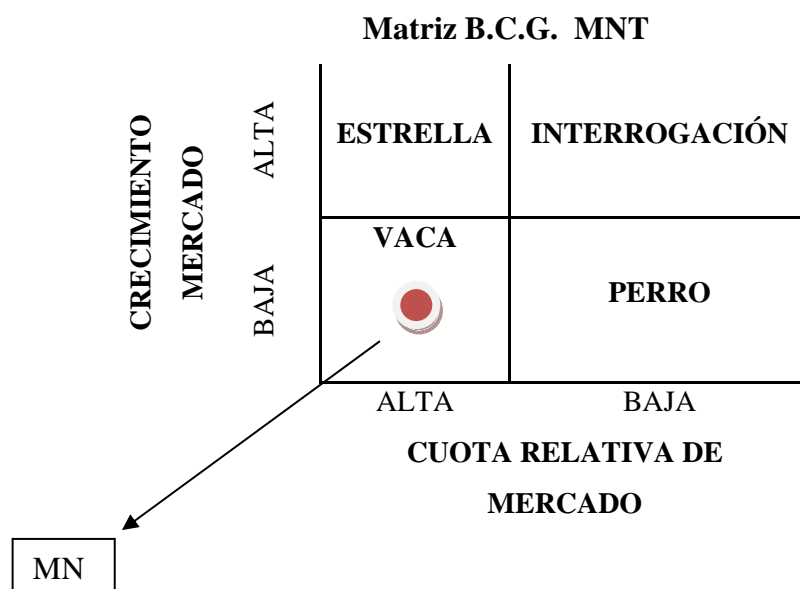 Matriz B.C.G. MNT
CRECIMIENTO
MERCADO
ALTA
BAJA
ESTRELLA
INTERROGACIÓN
VACA
PERRO
ALTA
BAJA
CUOTA RELATIVA DE
MERCADO
MN